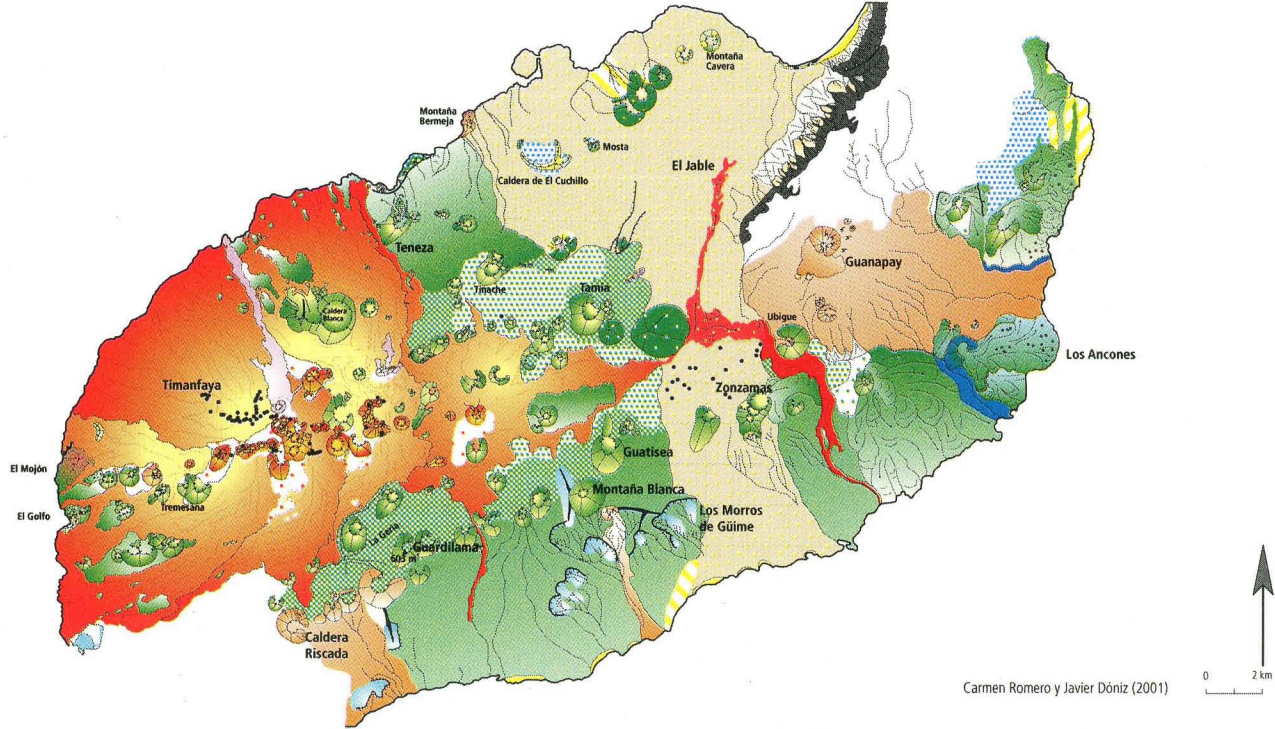 Montaña
Cavera
Montaña
Bermeja
Mosta
El Jable
Caldera de El Cuchillo
Teneza
Guanapay
Tinache
Tamia
Caldera
Blanca
Ubigue
Los Ancones
Timanfaya
Zonzamas
Guatisea
El Mojón
Montaña Blanca
Tremesana
El Golfo
Los Morros
de Güime
La Geria
Guardilama
603 m
Caldera
Riscada
Carmen Romero y Javier Dóniz (2001)
0 2 km